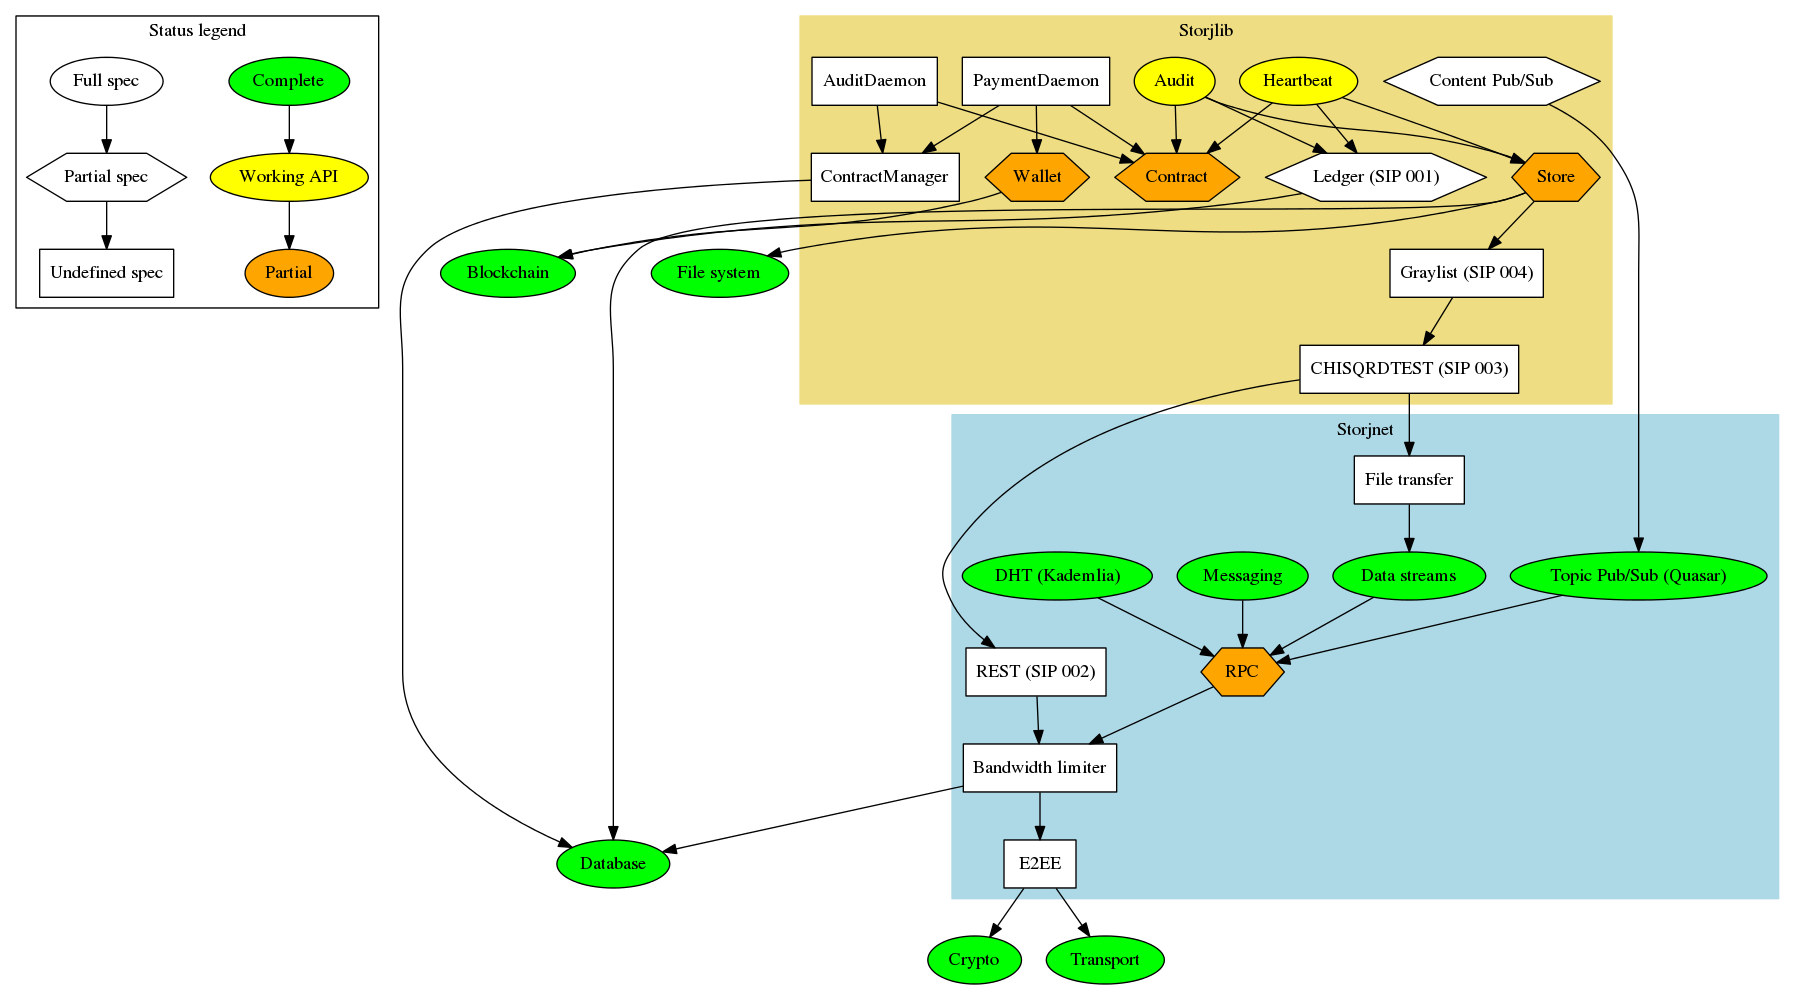 Status legend
Full spec
Complete
Partial spec
Working API
Undefined spec
Partial
Storjlib
AuditDaemon
PaymentDaemon
Audit
Heartbeat
Content Pub/Sub
ContractManager
Wallet
Contract
Ledger (SIP 001)
Store
Blockchain
File system
Graylist (SIP 004)
CHISQRDTEST (SIP 003)
Storjnet
File transfer
DHT (Kademlia)
Messaging
Data streams
Topic Pub/Sub (Quasar)
REST (SIP 002)
RPC
Bandwidth limiter
Database
E2EE
Crypto
Transport